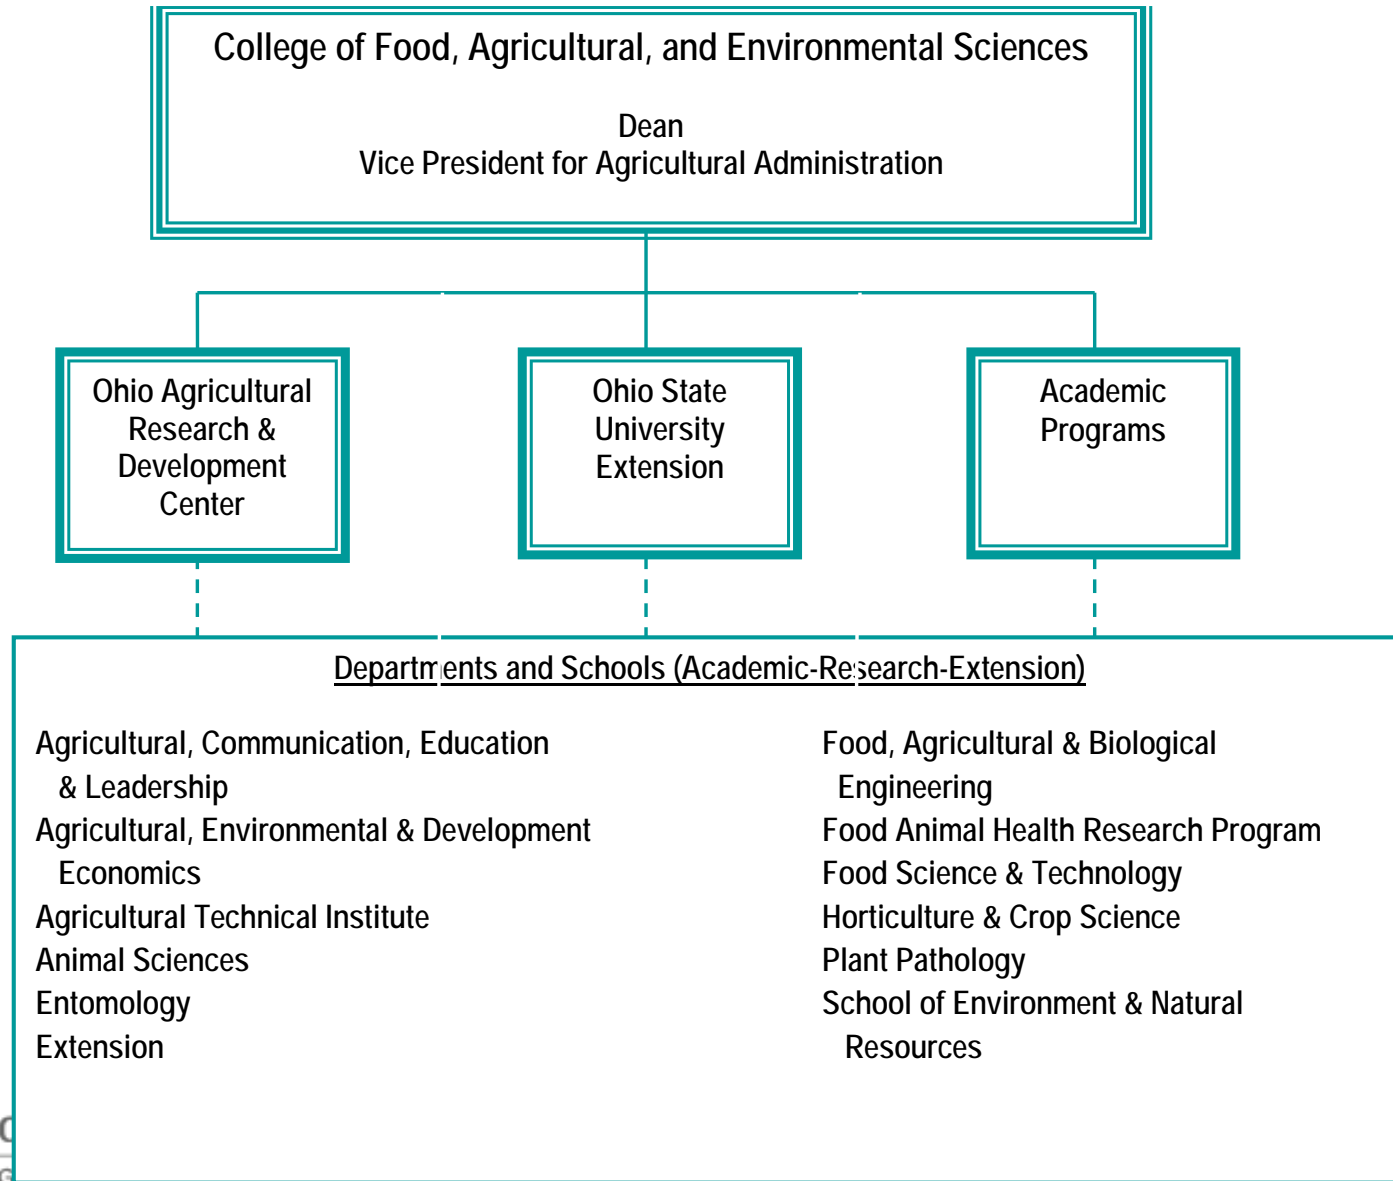 College of Food, Agricultural, and Environmental Sciences
Dean
Vice President for Agricultural Administration
Ohio Agricultural
Research &
Development
Center
Ohio State
University
Extension
Academic
Programs
Departments and Schools (Academic-Research-Extension)
Agricultural, Communication, Education
& Leadership
Agricultural, Environmental & Development
Economics
Agricultural Technical Institute
Animal Sciences
Entomology
Extension
Food, Agricultural & Biological
Engineering
Food Animal Health Research Program
Food Science & Technology
Horticulture & Crop Science
Plant Pathology
School of Environment & Natural
Resources